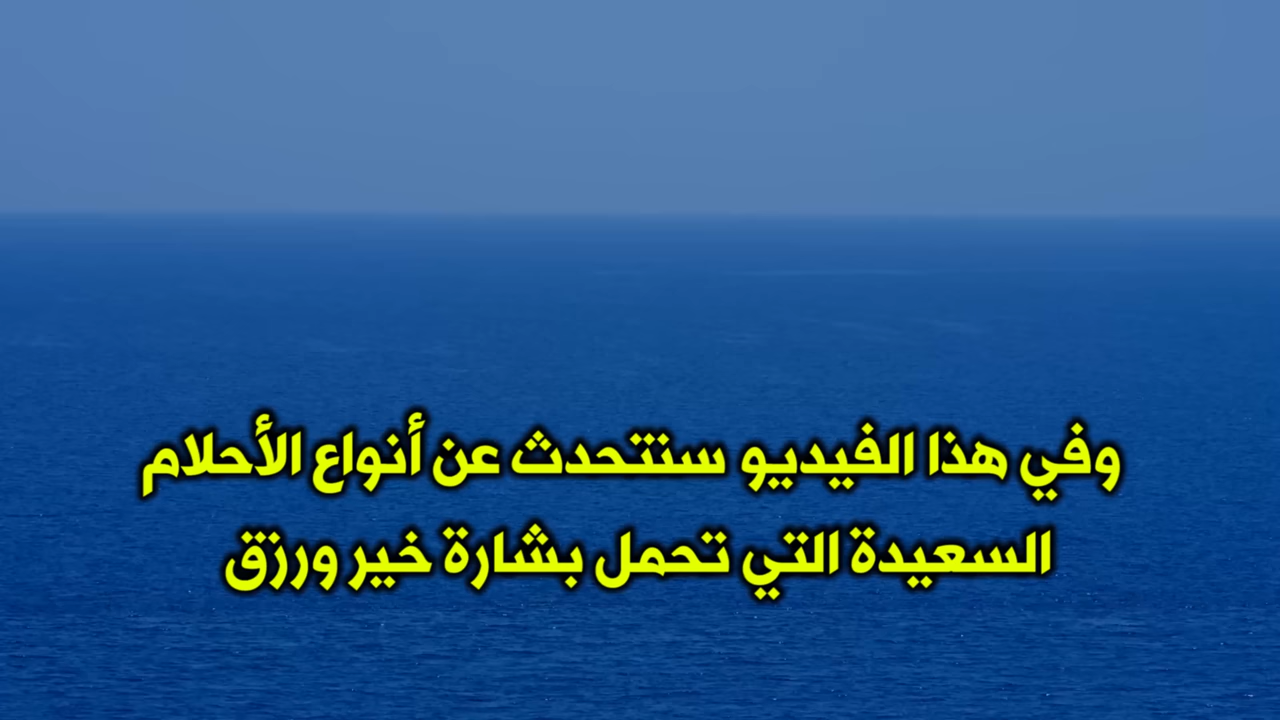 وفي هذا الفيديو سنتحدث عن أنواع الأحلام
السعيدة التي تحمل بشارة خير ورزق